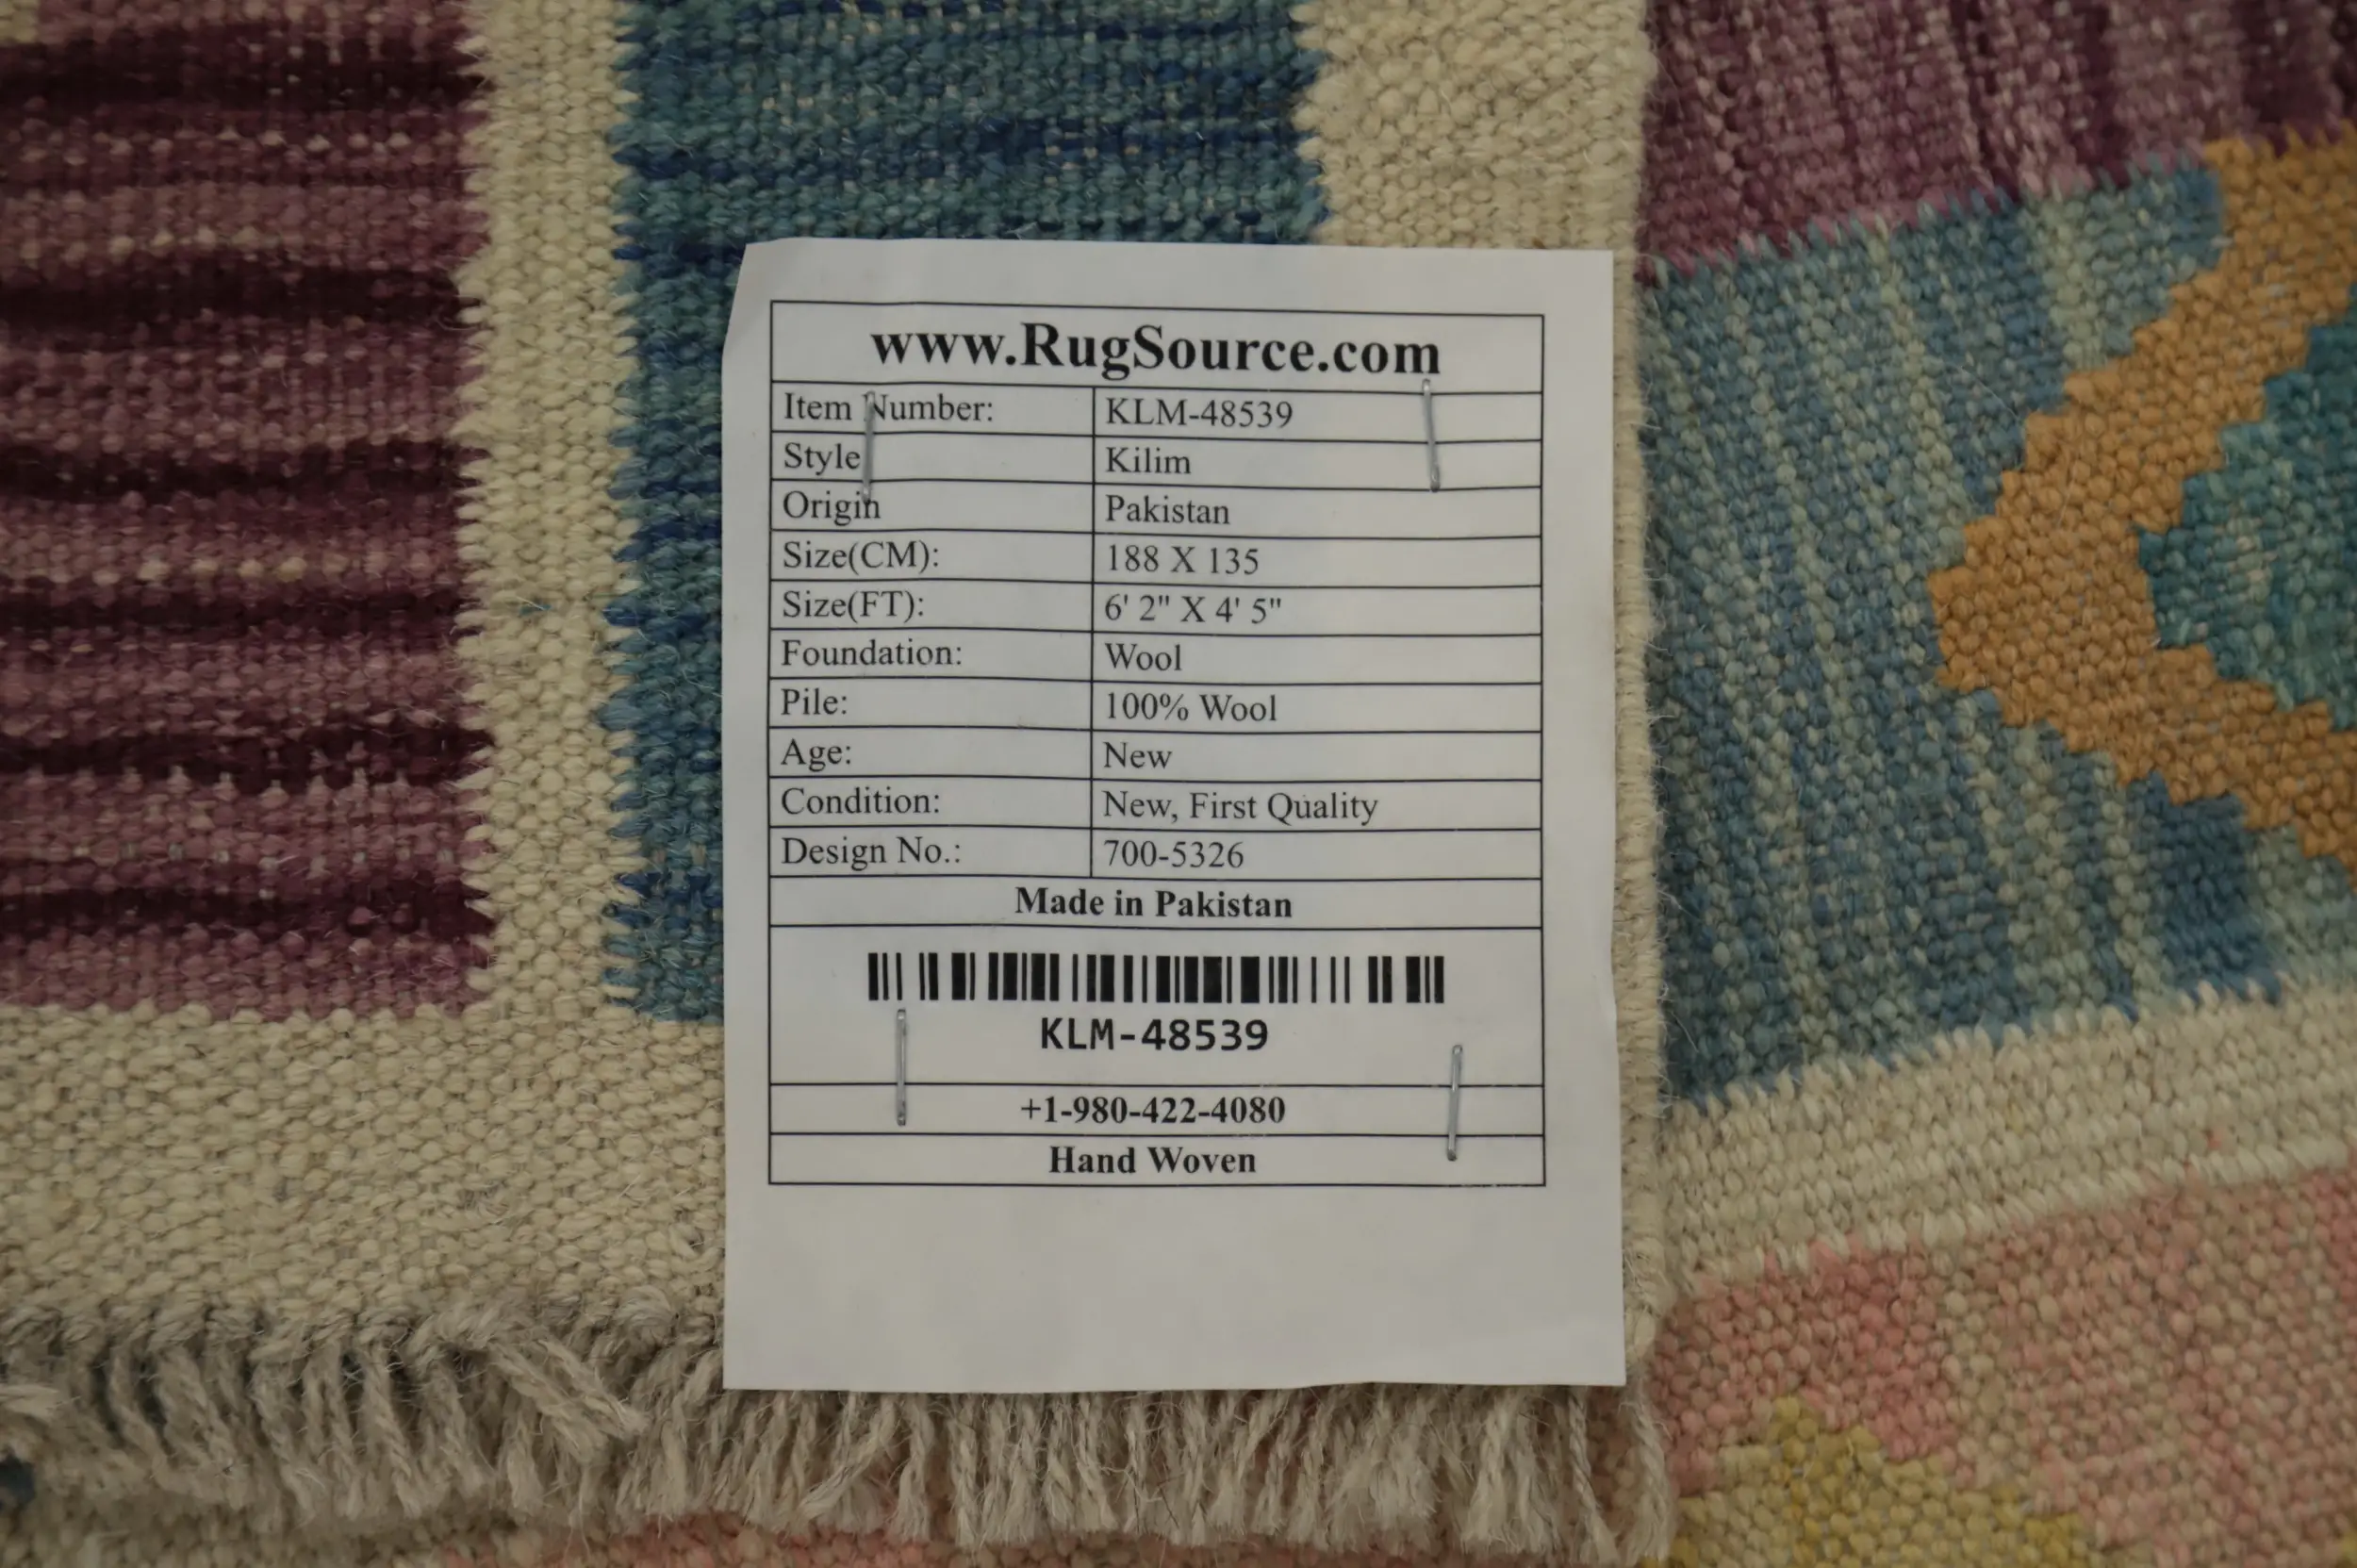 www.RugSource.com
Item Number: KLM-48539
Style Kilim
Origin Pakistan
Size(CM): 188 X 135
Size(FT): 6' 2" X 4' 5"
Foundation: Wool
Pile: 100% Wool
Age: New
Condition: New, First Quality
Design No.: 700-5326
Made in Pakistan
KLM-48539
+1-980-422-4080
Hand Woven